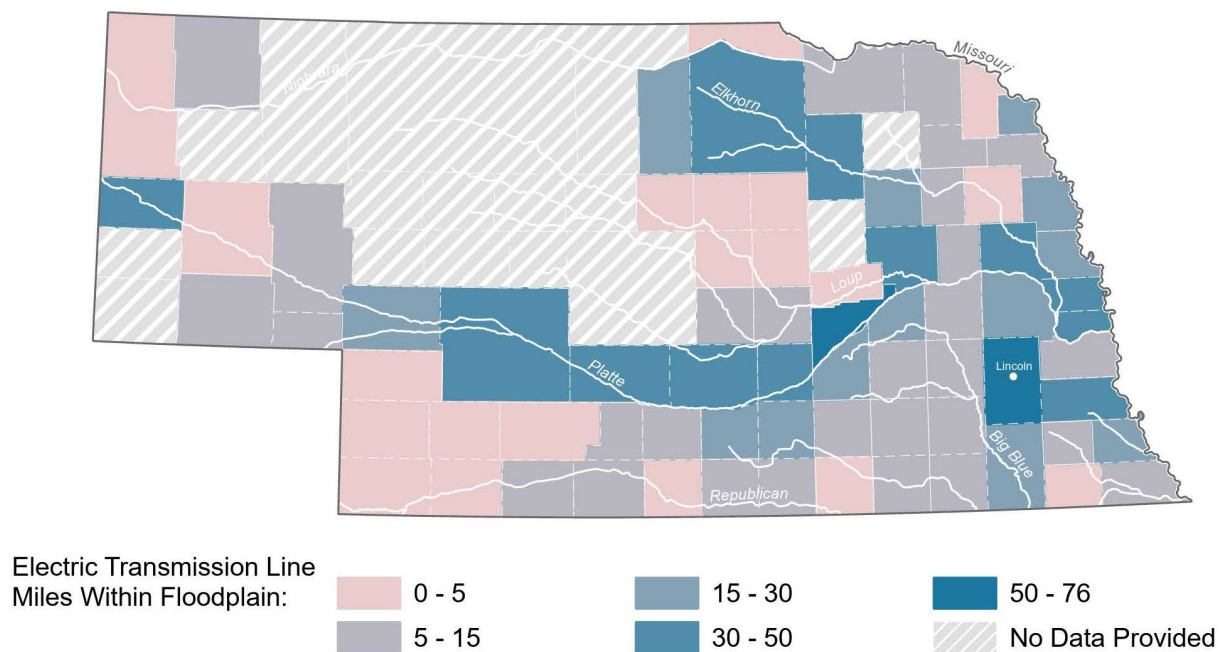 Niobrara
Missouri
Elkhorn
Loup
Platte
Lincoln
Big Blue
Republican
Electric Transmission Line
Miles Within Floodplain:
0 - 5
15 - 30
50 - 76
5 - 15
30 - 50
No Data Provided